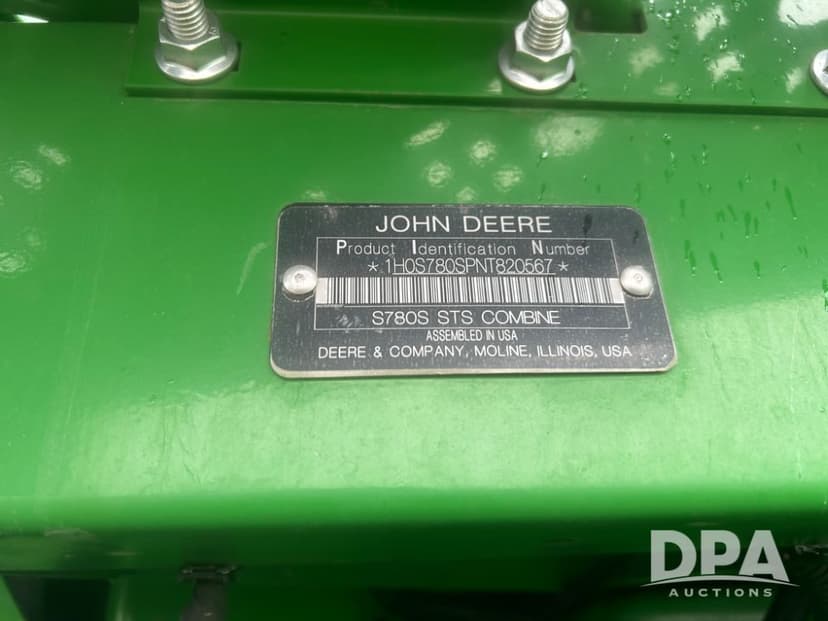 JOHN DEERE
Product Identification Number
*1H0S780SPNT820567*
S780S STS COMBINE
ASSEMBLED IN USA
DEERE & COMPANY, MOLINE, ILLINOIS, USA
DPA
AUCTIONS